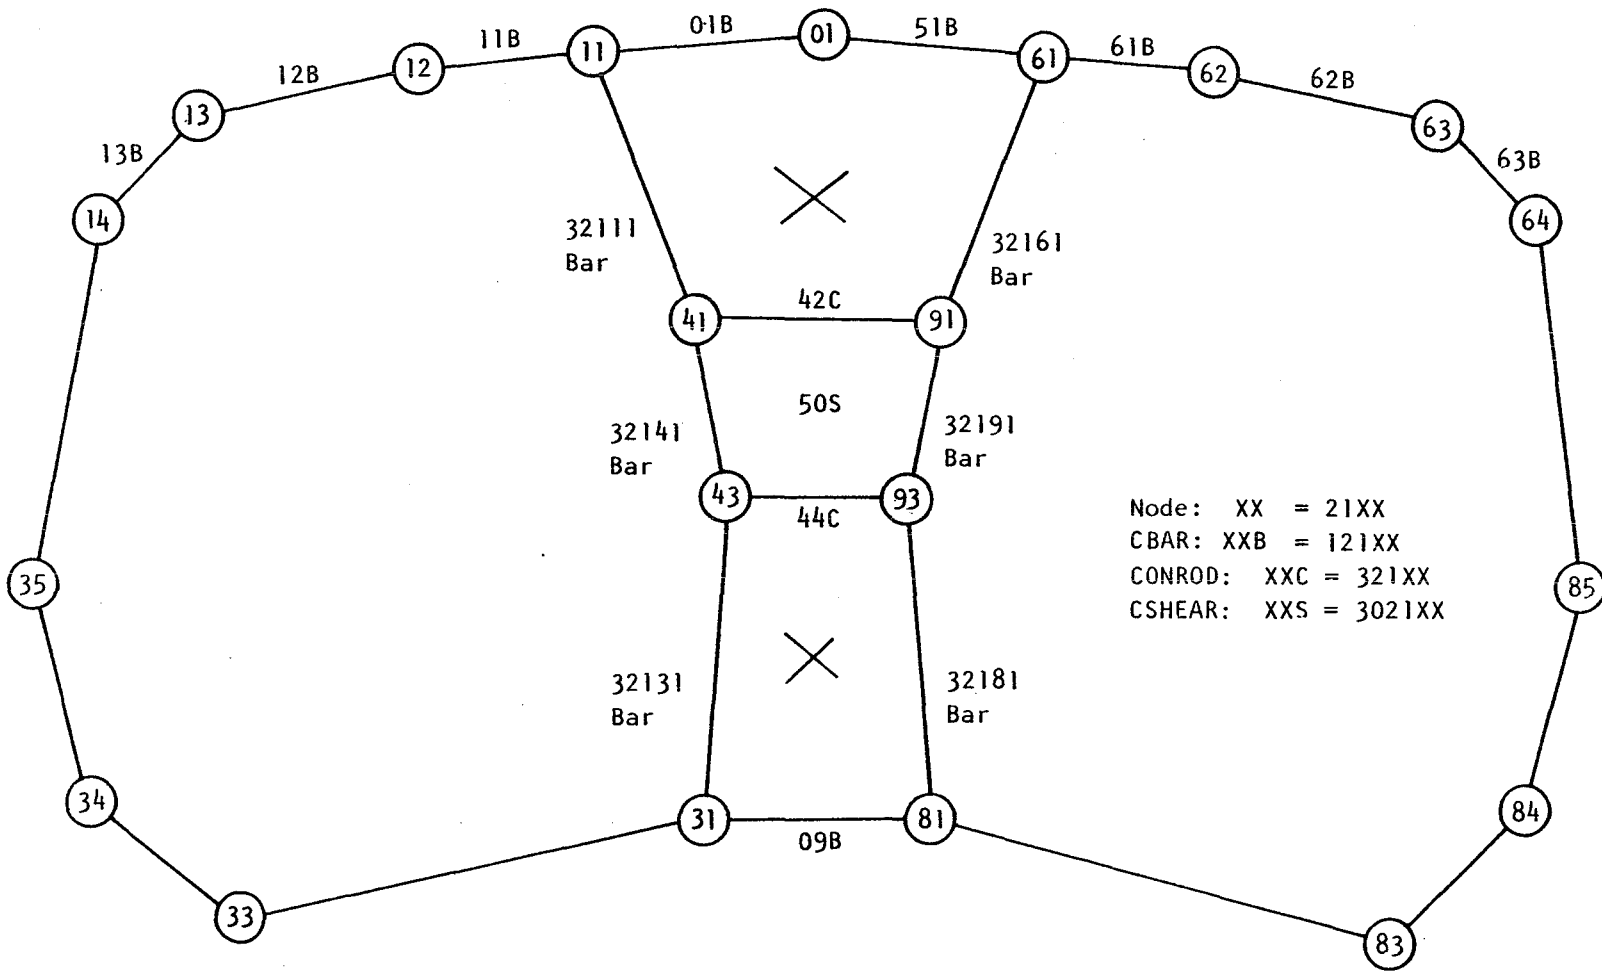 01B
01
51B
11B
11
61
61B
12B
12
62
62B
13
63
13B
63B
14
64
32111
Bar
32161
Bar
42C
41
91
50S
32141
Bar
32191
Bar
43
93
44C
Node: XX = 21XX
CBAR: XXB = 121XX
CONROD: XXC = 321XX
CSHEAR: XXS = 3021XX
35
85
32131
Bar
32181
Bar
34
84
31
81
09B
33
83